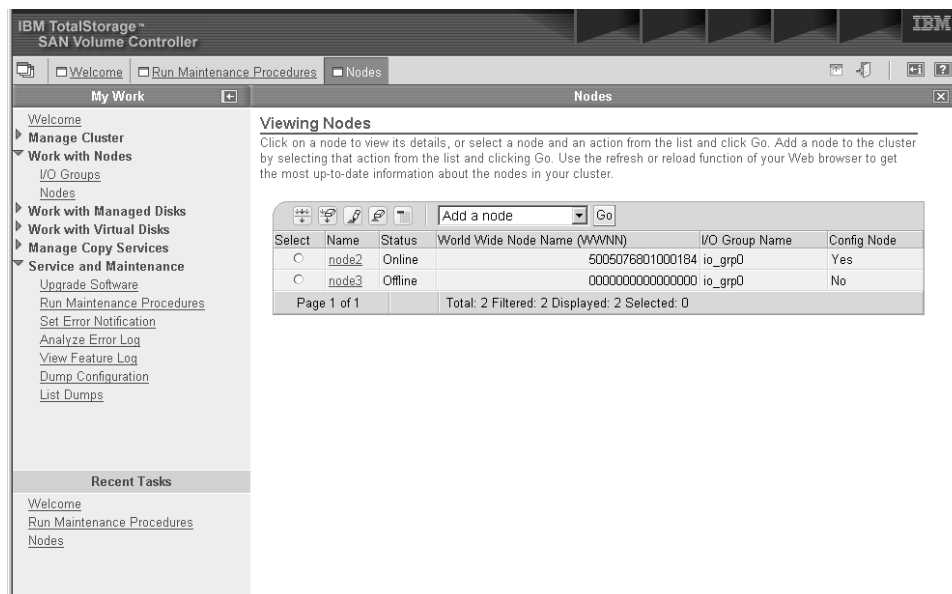 IBM TotalStorage™
SAN Volume Controller
IBM
Welcome
Run Maintenance Procedures
Nodes
My Work
Nodes
Welcome
Manage Cluster
Work with Nodes
I/O Groups
Nodes
Work with Managed Disks
Work with Virtual Disks
Manage Copy Services
Service and Maintenance
Upgrade Software
Run Maintenance Procedures
Set Error Notification
Analyze Error Log
View Feature Log
Dump Configuration
List Dumps
Recent Tasks
Welcome
Run Maintenance Procedures
Nodes
Viewing Nodes
Click on a node to view its details, or select a node and an action from the list and click Go. Add a node to the cluster
by selecting that action from the list and clicking Go. Use the refresh or reload function of your Web browser to get
the most up-to-date information about the nodes in your cluster.
Add a node Go
Select Name Status World Wide Node Name (WWNN) I/O Group Name Config Node
node2 Online 5005076801000184 io_grp0 Yes
node3 Offline 0000000000000000 io_grp0 No
Page 1 of 1 Total: 2 Filtered: 2 Displayed: 2 Selected: 0